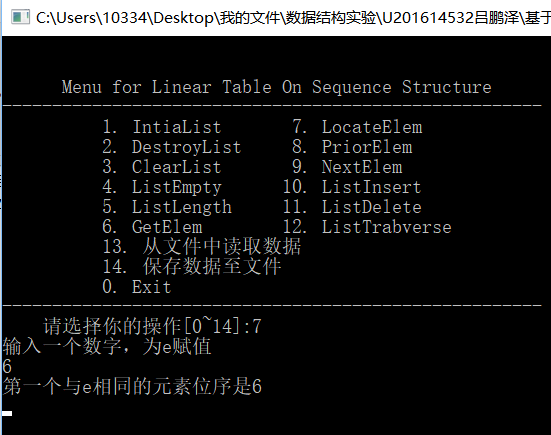 C:\Users\10334\Desktop\我的文件\数据结构实验\U201614532吕鹏泽\基于
Menu for Linear Table On Sequence Structure
-------------------------------------------------------
1. IntiaList 7. LocateElem
2. DestroyList 8. PriorElem
3. ClearList 9. NextElem
4. ListEmpty 10. ListInsert
5. ListLength 11. ListDelete
6. GetElem 12. ListTrabverse
13. 从文件中读取数据
14. 保存数据至文件
0. Exit
-------------------------------------------------------
请选择你的操作[0~14]:7
输入一个数字，为e赋值
6
第一个与e相同的元素位序是6